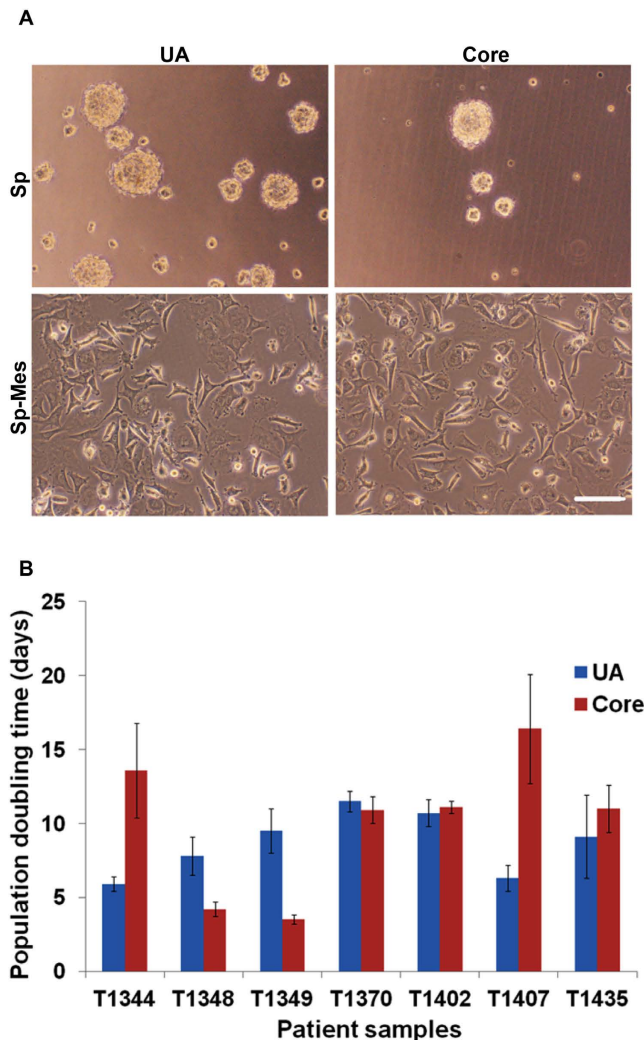 A
UA
Core
Sp
Sp-Mes
B
Population doubling time (days)
25
20
15
10
5
0
UA
Core
T1344 T1348 T1349 T1370 T1402 T1407 T1435
Patient samples